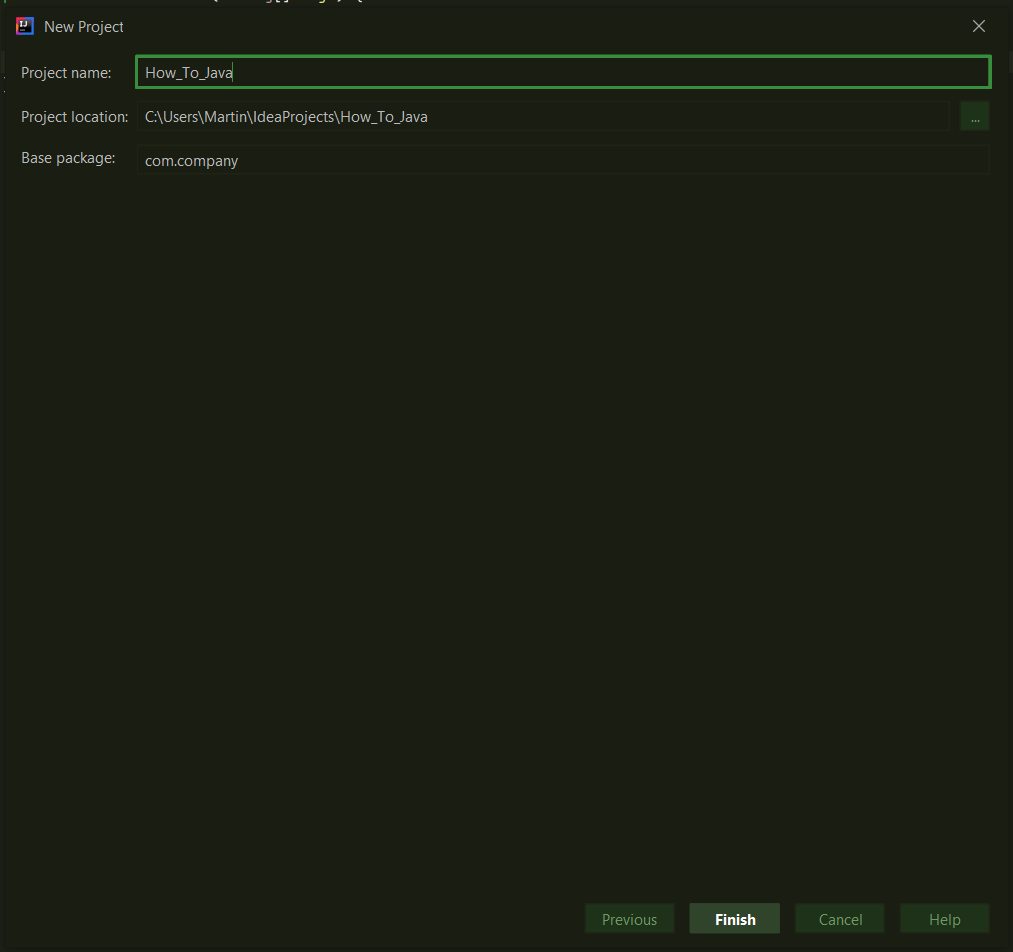 New Project
Project name: How_To_Java
Project location: C:\Users\Martin\IdeaProjects\How_To_Java ...
Base package: com.company
Previous Finish Cancel Help